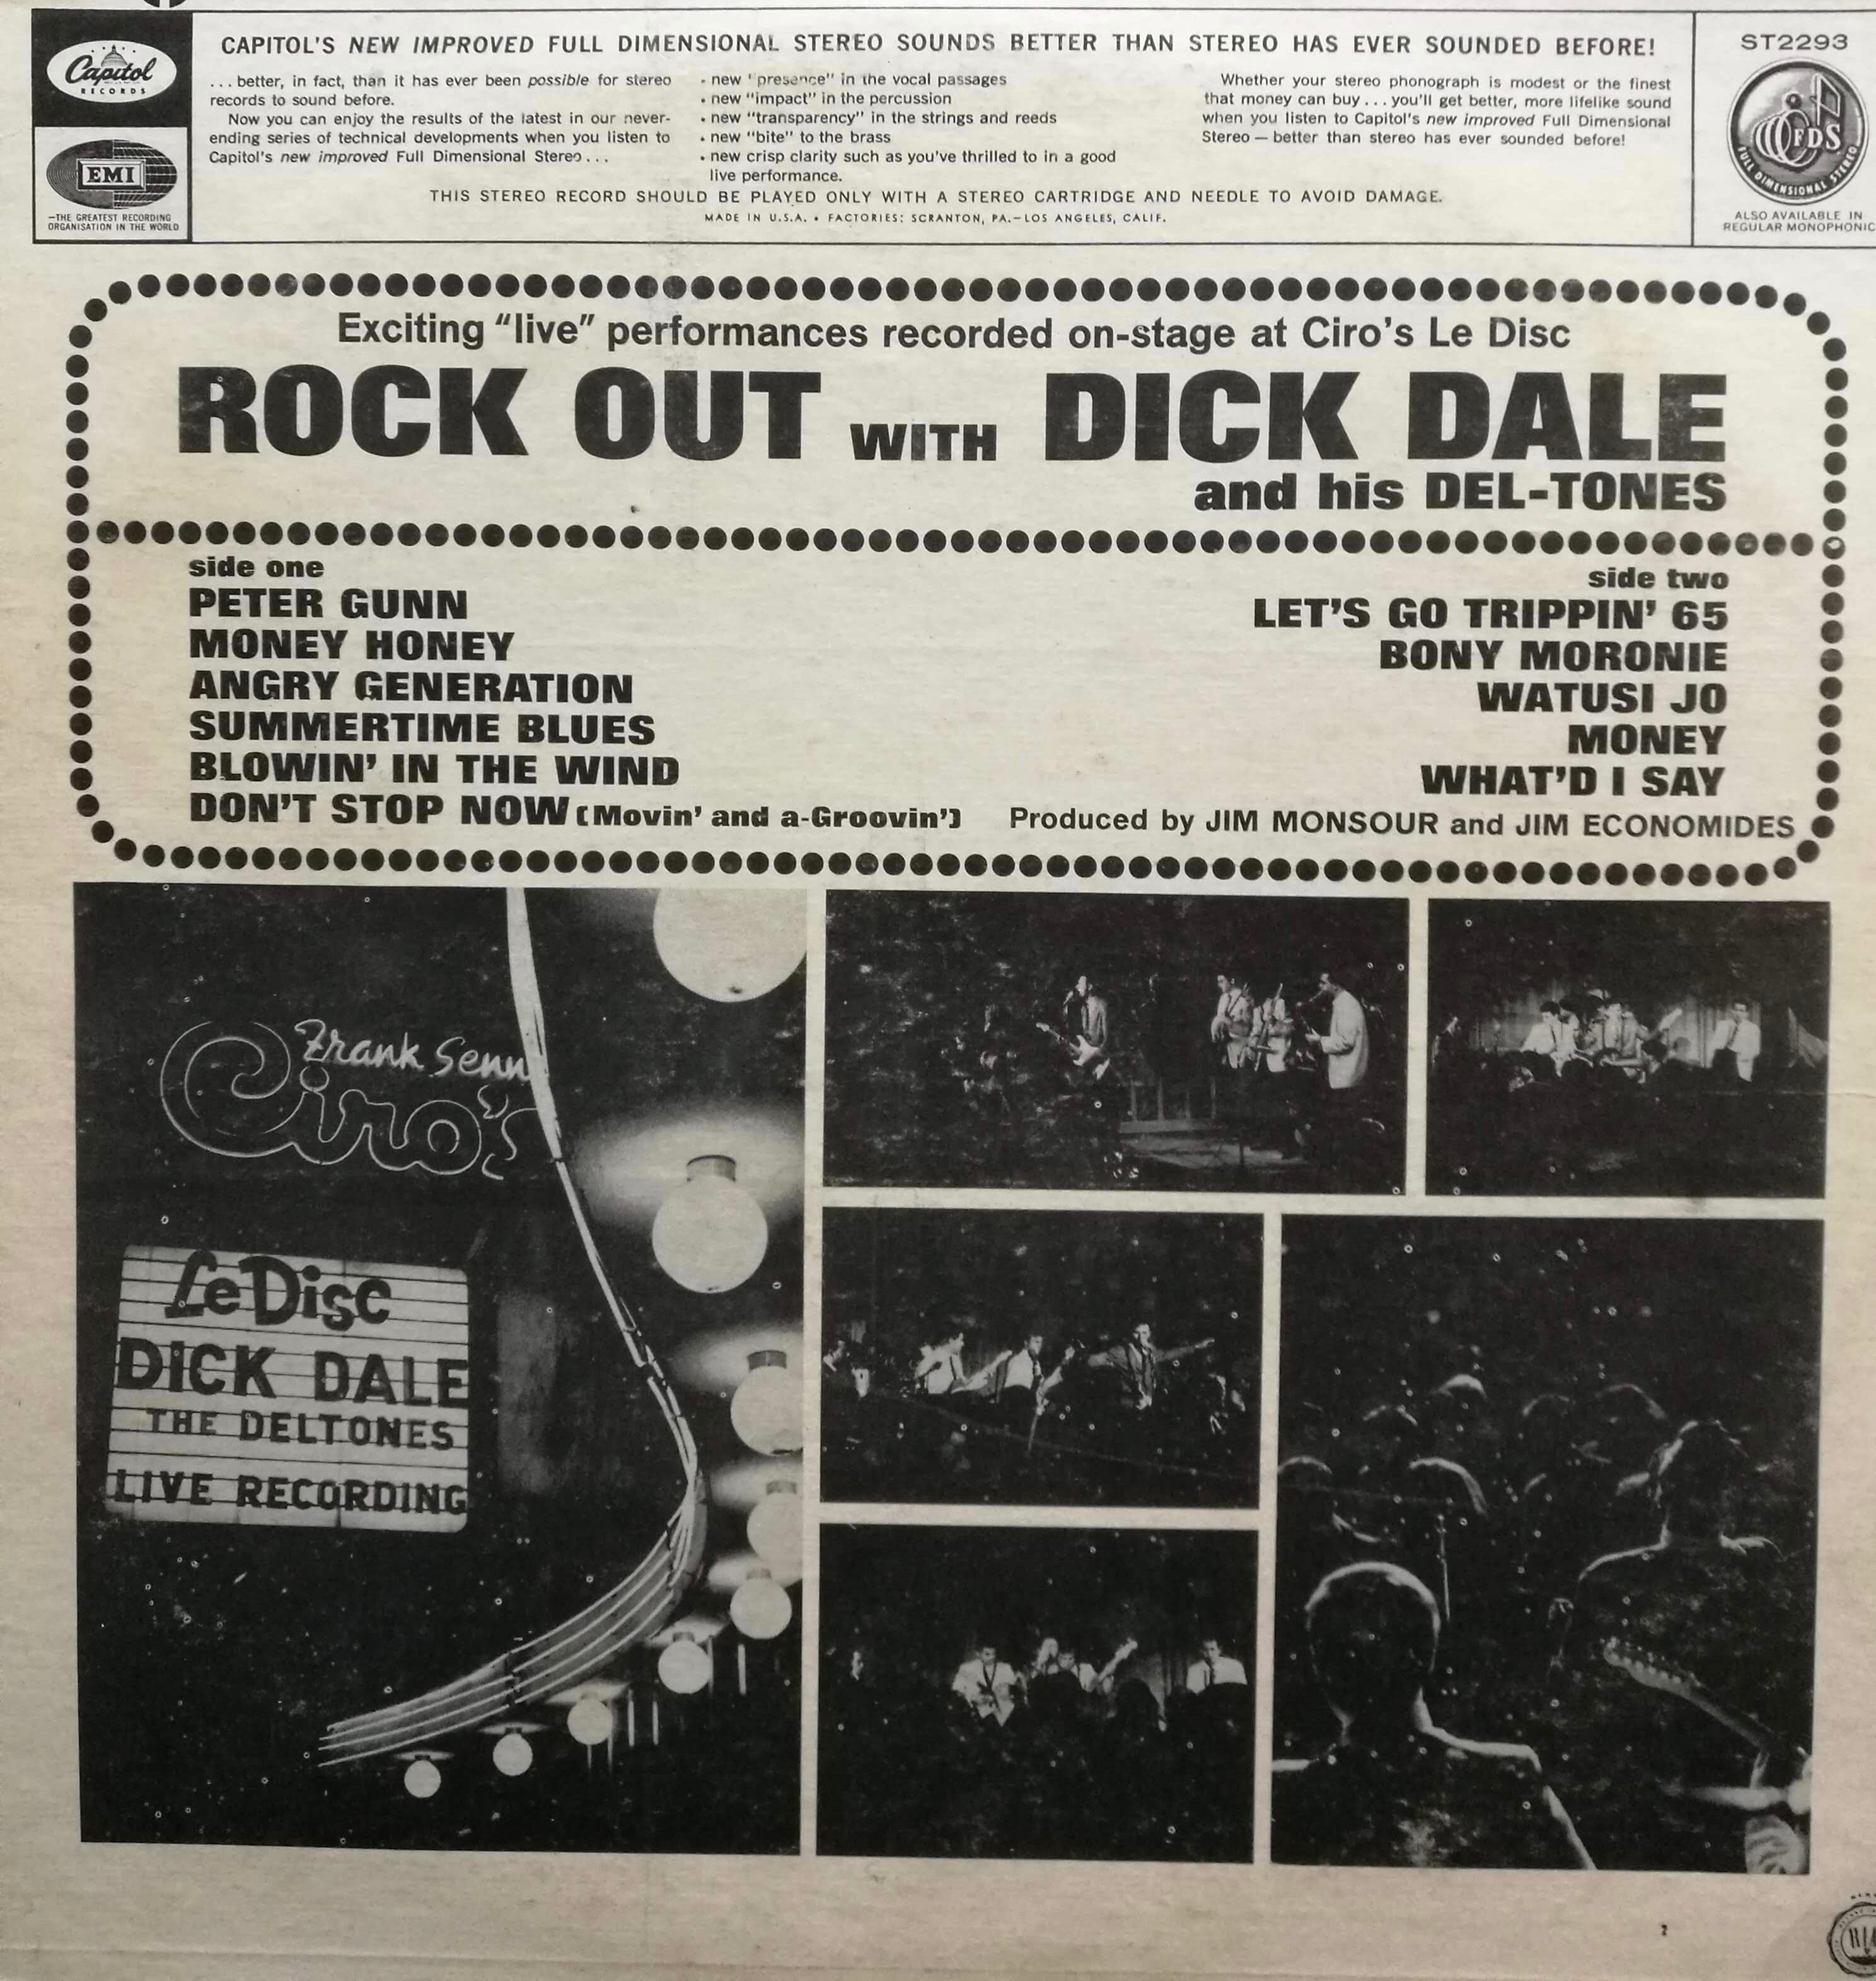 Capitol
RECORDS
EMI
—THE GREATEST RECORDING
ORGANISATION IN THE WORLD
CAPITOL'S NEW IMPROVED FULL DIMENSIONAL STEREO SOUNDS BETTER THAN STEREO HAS EVER SOUNDED BEFORE!
...better, in fact, than it has ever been possible for stereo
records to sound before.
Now you can enjoy the results of the latest in our never-
ending series of technical developments when you listen to
Capitol's new improved Full Dimensional Stereo...
• new "presence" in the vocal passages
• new "impact" in the percussion
• new "transparency" in the strings and reeds
• new "bite" to the brass
• new crisp clarity such as you've thrilled to in a good
live performance.
Whether your stereo phonograph is modest or the finest
that money can buy...you'll get better, more lifelike sound
when you listen to Capitol's new improved Full Dimensional
Stereo — better than stereo has ever sounded before!
THIS STEREO RECORD SHOULD BE PLAYED ONLY WITH A STEREO CARTRIDGE AND NEEDLE TO AVOID DAMAGE.
MADE IN U.S.A. • FACTORIES: SCRANTON, PA.—LOS ANGELES, CALIF.
ST2293
FDS
FULL DIMENSIONAL STEREO
ALSO AVAILABLE IN
REGULAR MONOPHONIC
Exciting "live" performances recorded on-stage at Ciro's Le Disc
ROCK OUT WITH DICK DALE
and his DEL-TONES
side one
PETER GUNN
MONEY HONEY
ANGRY GENERATION
SUMMERTIME BLUES
BLOWIN' IN THE WIND
DON'T STOP NOW (Movin' and a-Groovin')
side two
LET'S GO TRIPPIN' 65
BONY MORONIE
WATUSI JO
MONEY
WHAT'D I SAY
Produced by JIM MONSOUR and JIM ECONOMIDES
Frank Senn
Ciro's
Le Disc
DICK DALE
THE DELTONES
LIVE RECORDING
2